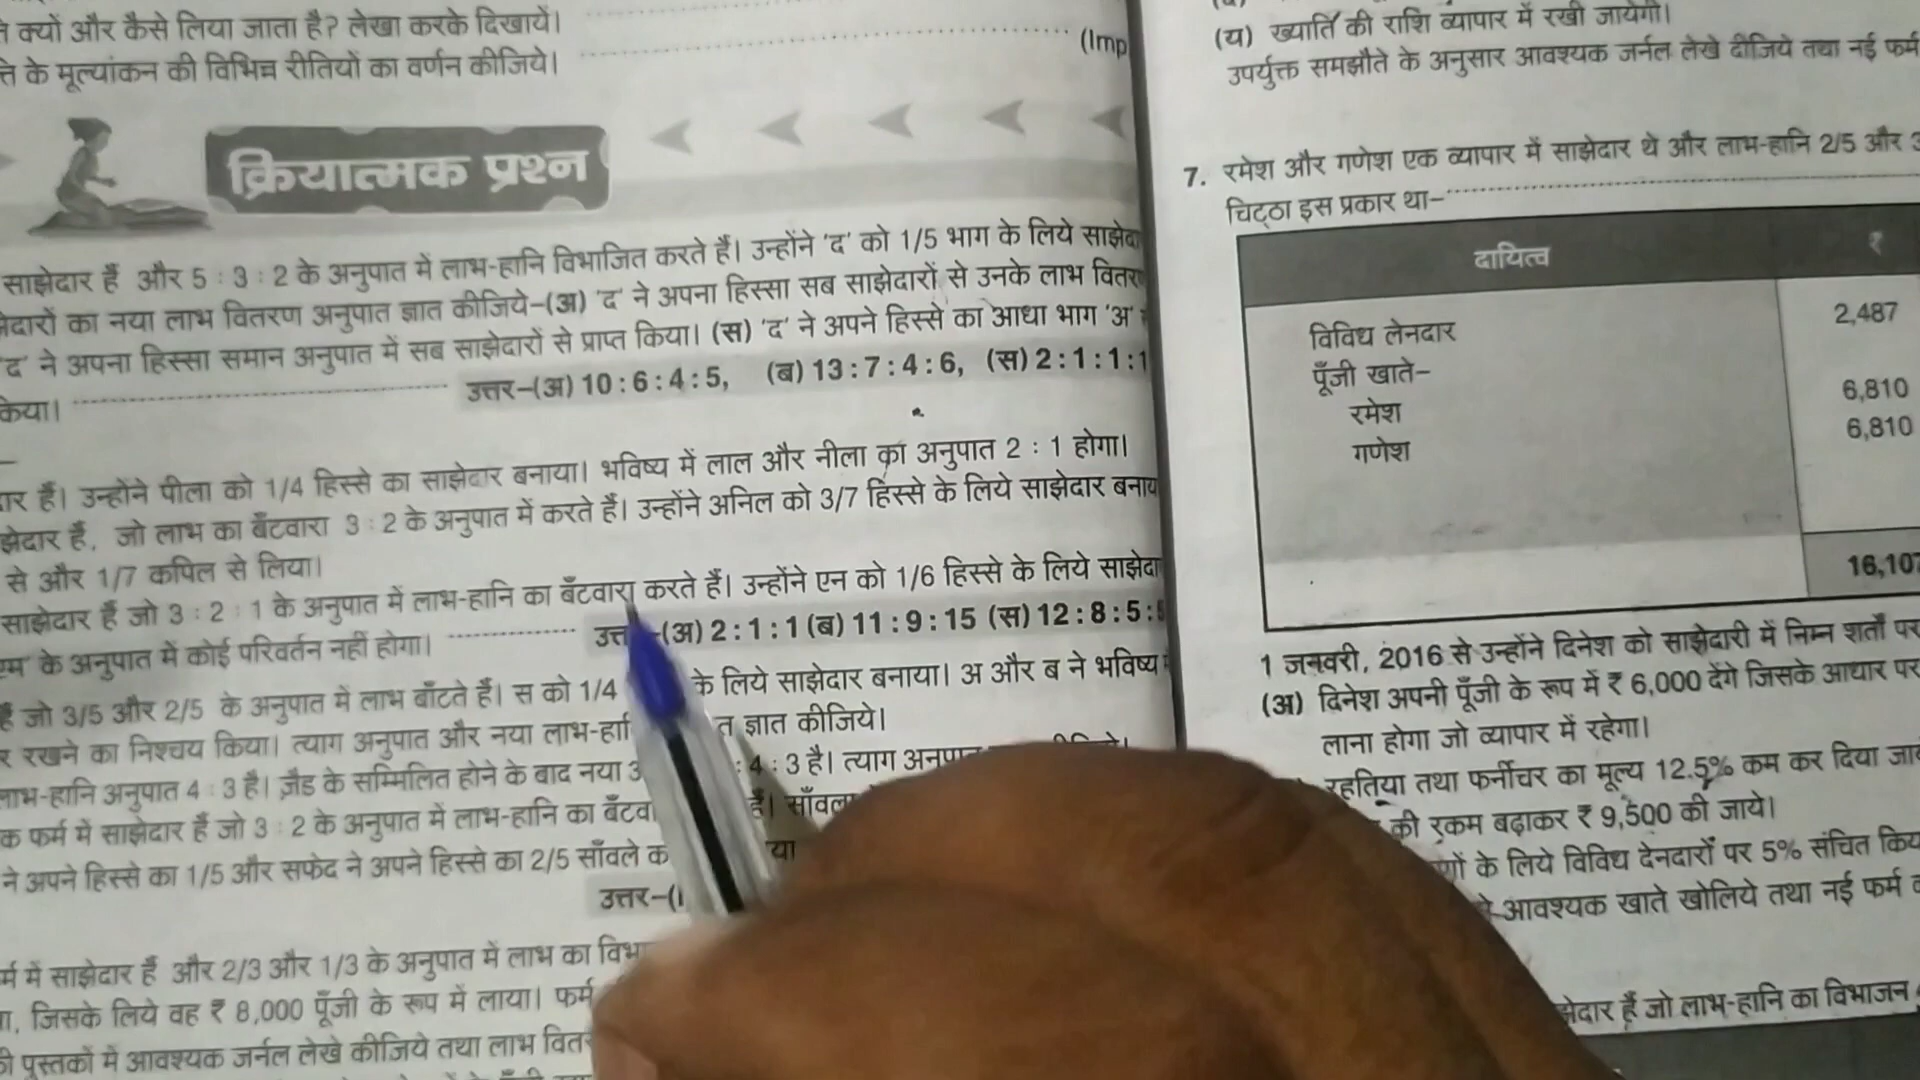 क्यों और कैसे लिया जाता है? लेखा करके दिखायें।
के मूल्यांकन की विभिन्न रीतियों का वर्णन कीजिये। (Imp
क्रियात्मक प्रश्न
साझेदार हैं और 5 : 3 : 2 के अनुपात में लाभ-हानि विभाजित करते हैं। उन्होंने 'द' को 1/5 भाग के लिये
का नया लाभ वितरण अनुपात ज्ञात कीजिये–(अ) 'द' ने अपना हिस्सा सब साझेदारों से उनके लाभ
'द' ने अपना हिस्सा समान अनुपात में सब साझेदारों से प्राप्त किया। (स) 'द' ने अपने हिस्से का आधा भाग 'अ'
किया। उत्तर–(अ) 10 : 6 : 4 : 5, (ब) 13 : 7 : 4 : 6, (स) 2 : 1 : 1 : 1
हैं। उन्होंने पीला को 1/4 हिस्से का साझेदार बनाया। भविष्य में लाल और नीला का अनुपात 2 : 1 होगा।
हैं, जो लाभ का बँटवारा 3 : 2 के अनुपात में करते हैं। उन्होंने अनिल को 3/7 हिस्से के लिये साझेदार
से और 1/7 कपिल से लिया।
साझेदार हैं जो 3 : 2 : 1 के अनुपात में लाभ-हानि का बँटवारा करते हैं। उन्होंने एन को 1/6 हिस्से के लिये
के अनुपात में कोई परिवर्तन नहीं होगा। (अ) 2 : 1 : 1 (ब) 11 : 9 : 15 (स) 12 : 8 : 5 :
जो 3/5 और 2/5 के अनुपात में लाभ बाँटते हैं। स को 1/4 के लिये साझेदार बनाया। अ और ब ने भविष्य
रखने का निश्चय किया। त्याग अनुपात और नया ज्ञात कीजिये।
लाभ-हानि अनुपात 4 : 3 है। ज़ैड के सम्मिलित होने के बाद नया : 4 : 3 है। त्याग
फर्म में साझेदार हैं जो 3 : 2 के अनुपात में लाभ-हानि का
ने अपने हिस्से का 1/5 और सफेद ने अपने हिस्से का 2/5 साँवले
उत्तर–
में साझेदार हैं और 2/3 और 1/3 के अनुपात में लाभ का
जिसके लिये वह ₹ 8,000 पूँजी के रूप में लाया। फर्म
पुस्तकों में आवश्यक जर्नल लेखे कीजिये तथा लाभ
(य) ख्याति की राशि व्यापार में रखी जायेगी।
उपर्युक्त समझौते के अनुसार आवश्यक जर्नल लेखे दीजिये तथा नई फर्म
7. रमेश और गणेश एक व्यापार में साझेदार थे और लाभ-हानि 2/5 और
चिट्ठा इस प्रकार था–
दायित्व ₹
विविध लेनदार 2,487
पूँजी खाते–
रमेश 6,810
गणेश 6,810
16,107
1 जनवरी, 2016 से उन्होंने दिनेश को साझेदारी में निम्न शर्तों पर
(अ) दिनेश अपनी पूँजी के रूप में ₹ 6,000 देंगे जिसके आधार पर
लाना होगा जो व्यापार में रहेगा।
रहतिया तथा फर्नीचर का मूल्य 12.5% कम कर दिया
की रकम बढ़ाकर ₹ 9,500 की जाये।
के लिये विविध देनदारों पर 5% संचित
आवश्यक खाते खोलिये तथा नई फर्म
हैं जो लाभ-हानि का विभाजन